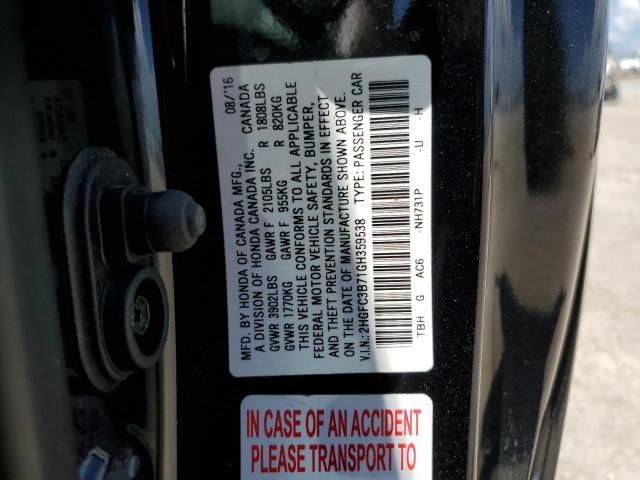 MFD. BY HONDA OF CANADA MFG., 08/'16
A DIVISION OF HONDA CANADA INC. CANADA
GVWR 3902LBS GAWR F 2105LBS R 1808LBS
GVWR 1770KG GAWR F 955KG R 820KG
THIS VEHICLE CONFORMS TO ALL APPLICABLE
FEDERAL MOTOR VEHICLE SAFETY, BUMPER,
AND THEFT PREVENTION STANDARDS IN EFFECT
ON THE DATE OF MANUFACTURE SHOWN ABOVE.
V.I.N.: 2HGFC3B71GH359538 TYPE: PASSENGER CAR
TBH G AC6 -NH731P -U -H
IN CASE OF AN ACCIDENT
PLEASE TRANSPORT TO